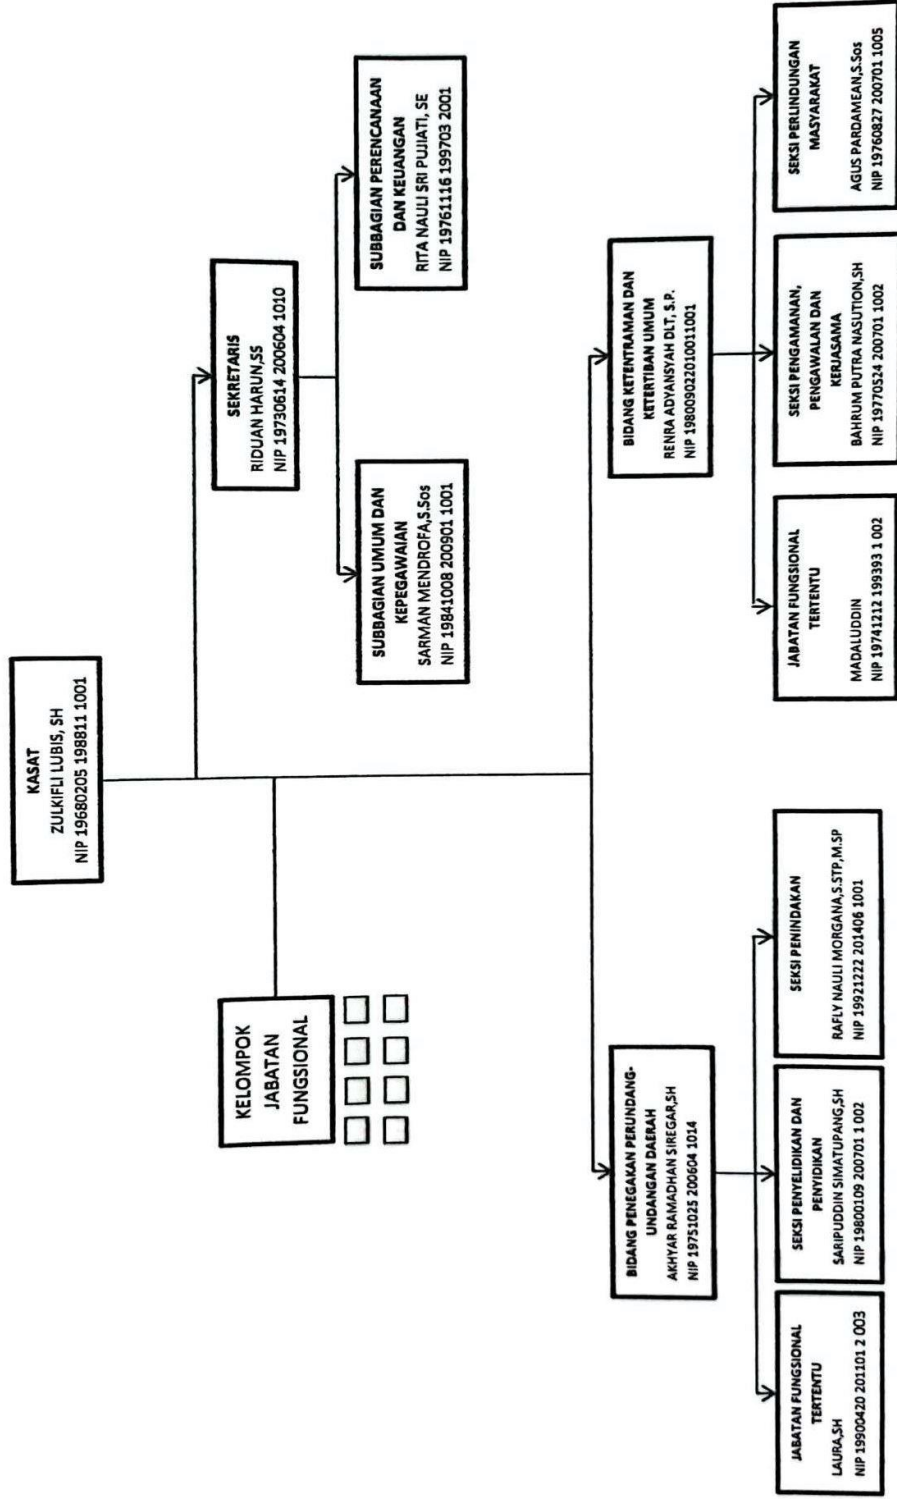 KASAT
ZULKIFLI LUBIS, SH
NIP 19680205 198811 1001
SEKRETARIS
RIDUAN HARUN,SS
NIP 19730614 200604 1010
KELOMPOK
JABATAN
FUNGSIONAL
SUBBAGIAN UMUM DAN
KEPEGAWAIAN
SARMAN MENDROFA,S.Sos
NIP 19841008 200901 1001
SUBBAGIAN PERENCANAAN
DAN KEUANGAN
RITA NAULI SRI PUJIATI, SE
NIP 19761116 199703 2001
BIDANG PENEGAKAN PERUNDANG-
UNDANGAN DAERAH
AKHYAR RAMADHAN SIREGAR,SH
NIP 19751025 200604 1014
BIDANG KETENTRAMAN DAN
KETERTIBAN UMUM
RENRA ADYANSYAH DLT, S.P.
NIP 198009022010011001
JABATAN FUNGSIONAL
TERTENTU
LAURA,SH
NIP 19900420 201101 2 003
SEKSI PENYELIDIKAN DAN
PENYIDIKAN
SARIPUDDIN SIMATUPANG,SH
NIP 19800109 200701 1 002
SEKSI PENINDAKAN
RAFLY NAULI MORGANA,S.STP,M.SP
NIP 19921222 201406 1001
JABATAN FUNGSIONAL
TERTENTU
MADALUDDIN
NIP 19741212 199393 1 002
SEKSI PENGAMANAN,
PENGAWALAN DAN
KERJASAMA
BAHRUM PUTRA NASUTION,SH
NIP 19770524 200701 1002
SEKSI PERLINDUNGAN
MASYARAKAT
AGUS PARDAMEAN,S.Sos
NIP 19760827 200701 1005